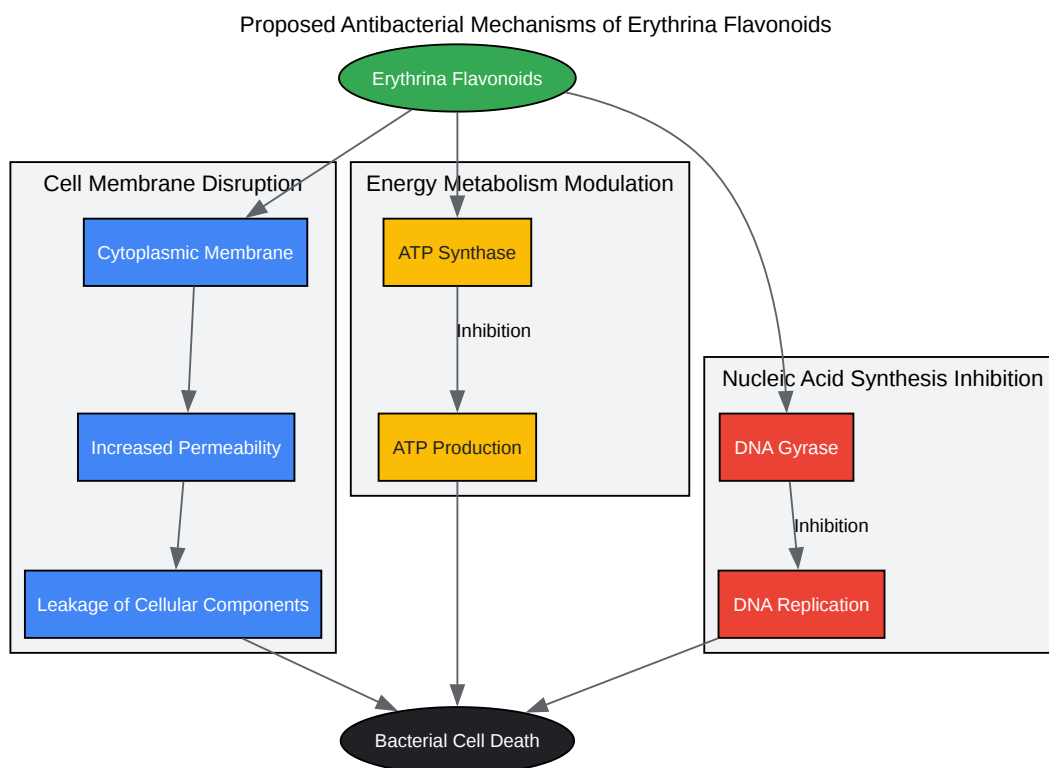 Proposed Antibacterial Mechanisms of Erythrina Flavonoids
Erythrina Flavonoids
Cell Membrane Disruption
Cytoplasmic Membrane
Increased Permeability
Leakage of Cellular Components
Energy Metabolism Modulation
ATP Synthase
Inhibition
ATP Production
Nucleic Acid Synthesis Inhibition
DNA Gyrase
Inhibition
DNA Replication
Bacterial Cell Death